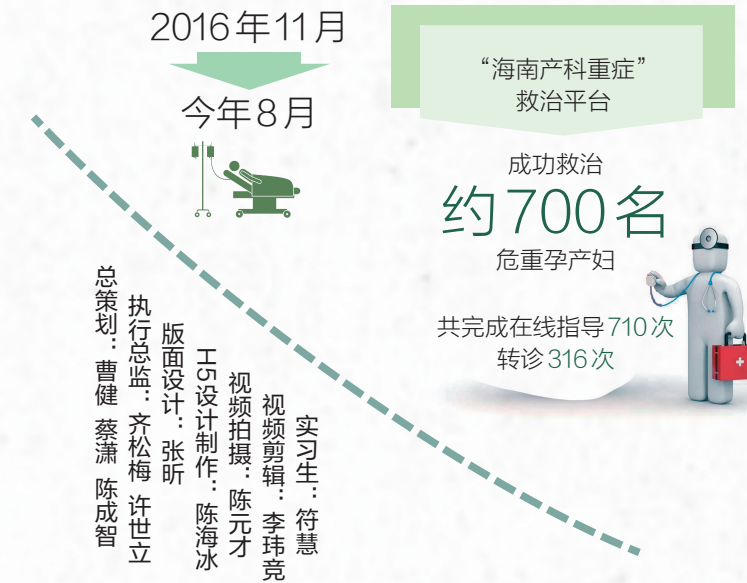 2016年11月
今年8月
“海南产科重症”
救治平台
成功救治
约700名
危重孕产妇
共完成在线指导710次
转诊316次
总策划：曹健 蔡潇 陈成智
执行总监：齐松梅 许世立
版面设计：张昕
H5设计制作：陈海冰
视频拍摄：陈元才
视频剪辑：李玮竞
实习生：符慧